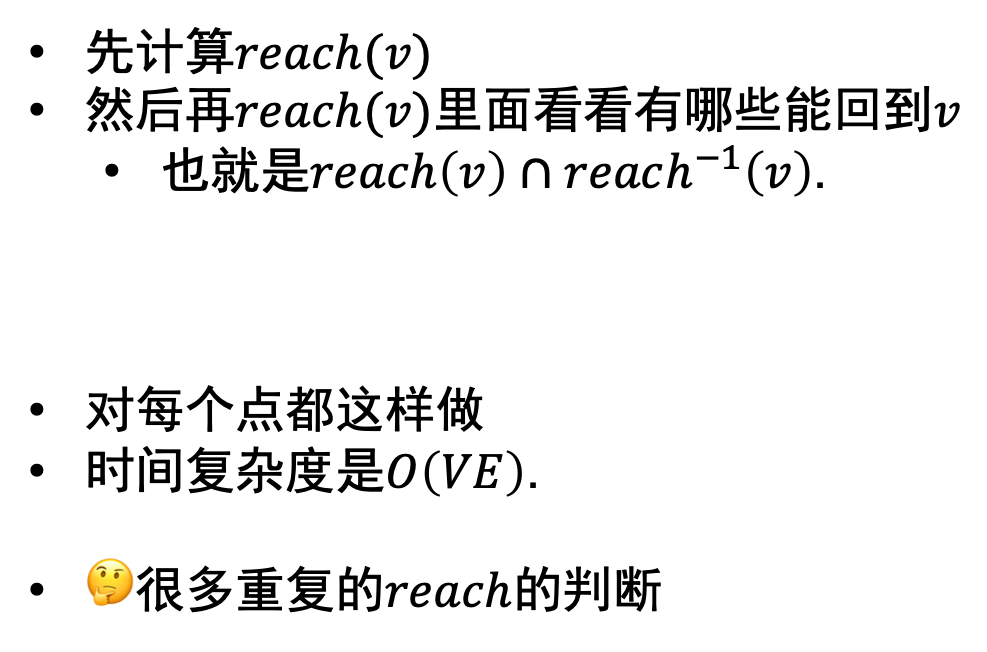 • 先计算reach(v)
• 然后再reach(v)里面看看有哪些能回到v
• 也就是reach(v) ∩ reach⁻¹(v).
• 对每个点都这样做
• 时间复杂度是O(VE).
• 🤔很多重复的reach的判断